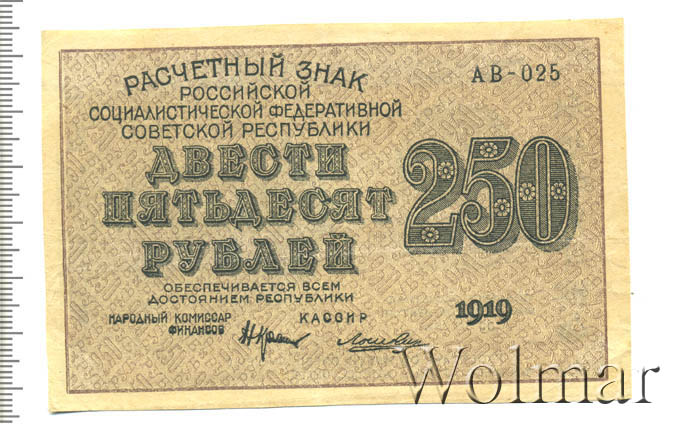 РАСЧЕТНЫЙ ЗНАК
РОССИЙСКОЙ
СОЦИАЛИСТИЧЕСКОЙ ФЕДЕРАТИВНОЙ
СОВЕТСКОЙ РЕСПУБЛИКИ
АВ-025
ДВЕСТИ
ПЯТЬДЕСЯТ
РУБЛЕЙ
250
ОБЕСПЕЧИВАЕТСЯ ВСЕМ
ДОСТОЯНИЕМ РЕСПУБЛИКИ
НАРОДНЫЙ КОМИССАР
ФИНАНСОВ
КАССИР
1919
Wolmar